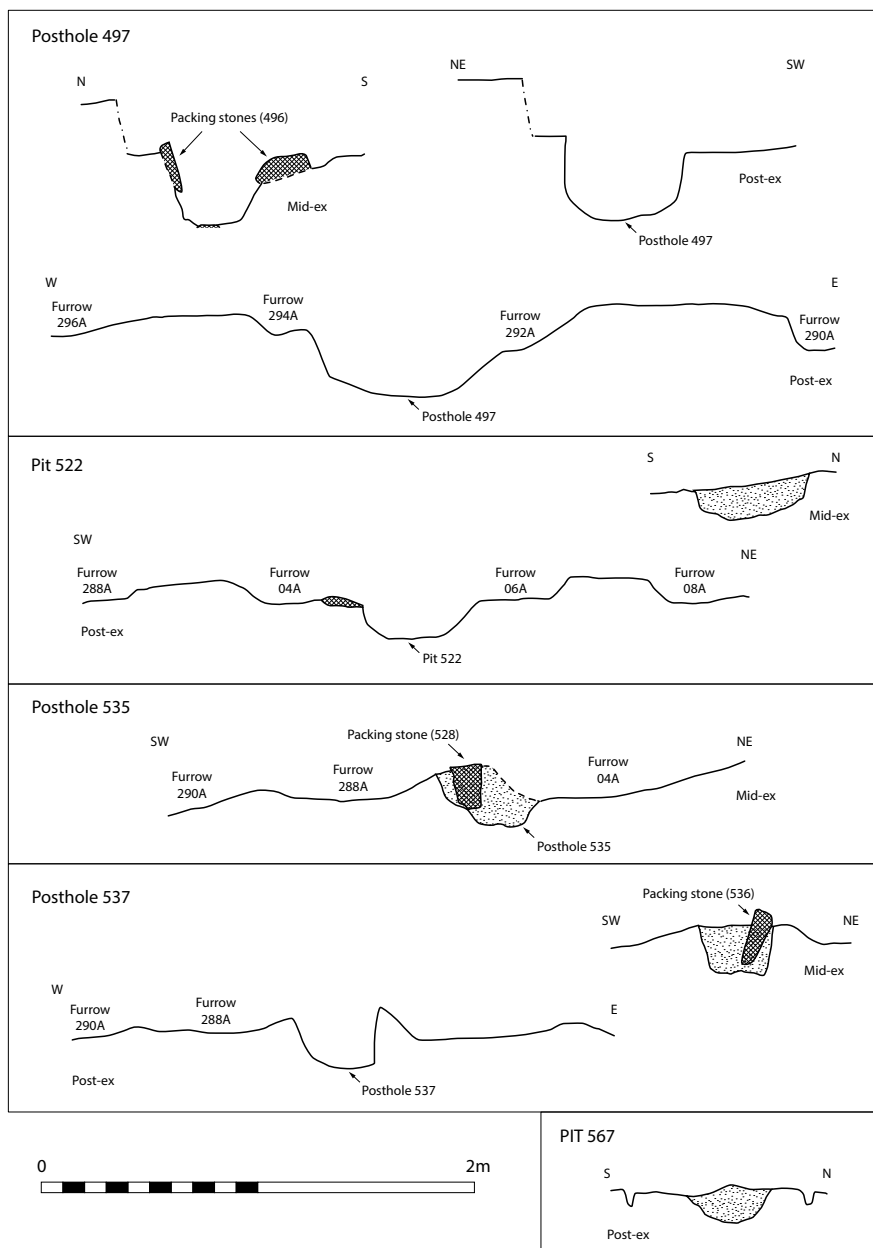 Posthole 497
N
S
Packing stones (496)
Mid-ex
NE
SW
Post-ex
Posthole 497
W
E
Furrow
296A
Furrow
294A
Furrow
292A
Furrow
290A
Post-ex
Posthole 497
Pit 522
S
N
Mid-ex
SW
NE
Furrow
288A
Furrow
04A
Furrow
06A
Furrow
08A
Post-ex
Pit 522
Posthole 535
SW
NE
Packing stone (528)
Furrow
290A
Furrow
288A
Furrow
04A
Mid-ex
Posthole 535
Posthole 537
Packing stone (536)
SW
NE
Mid-ex
W
E
Furrow
290A
Furrow
288A
Post-ex
Posthole 537
PIT 567
S
N
Post-ex
0
2m